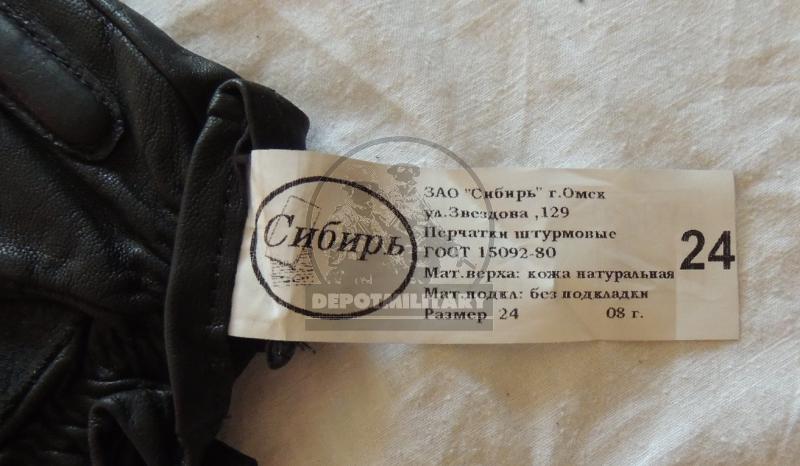 Сибирь
ЗАО "Сибирь" г.Омск
ул.Звездова ,129
Перчатки штурмовые
ГОСТ 15092-80
Мат.верха: кожа натуральная
Мат.подкл: без подкладки
Размер 24 08 г.
24
DEPOTMILITARY